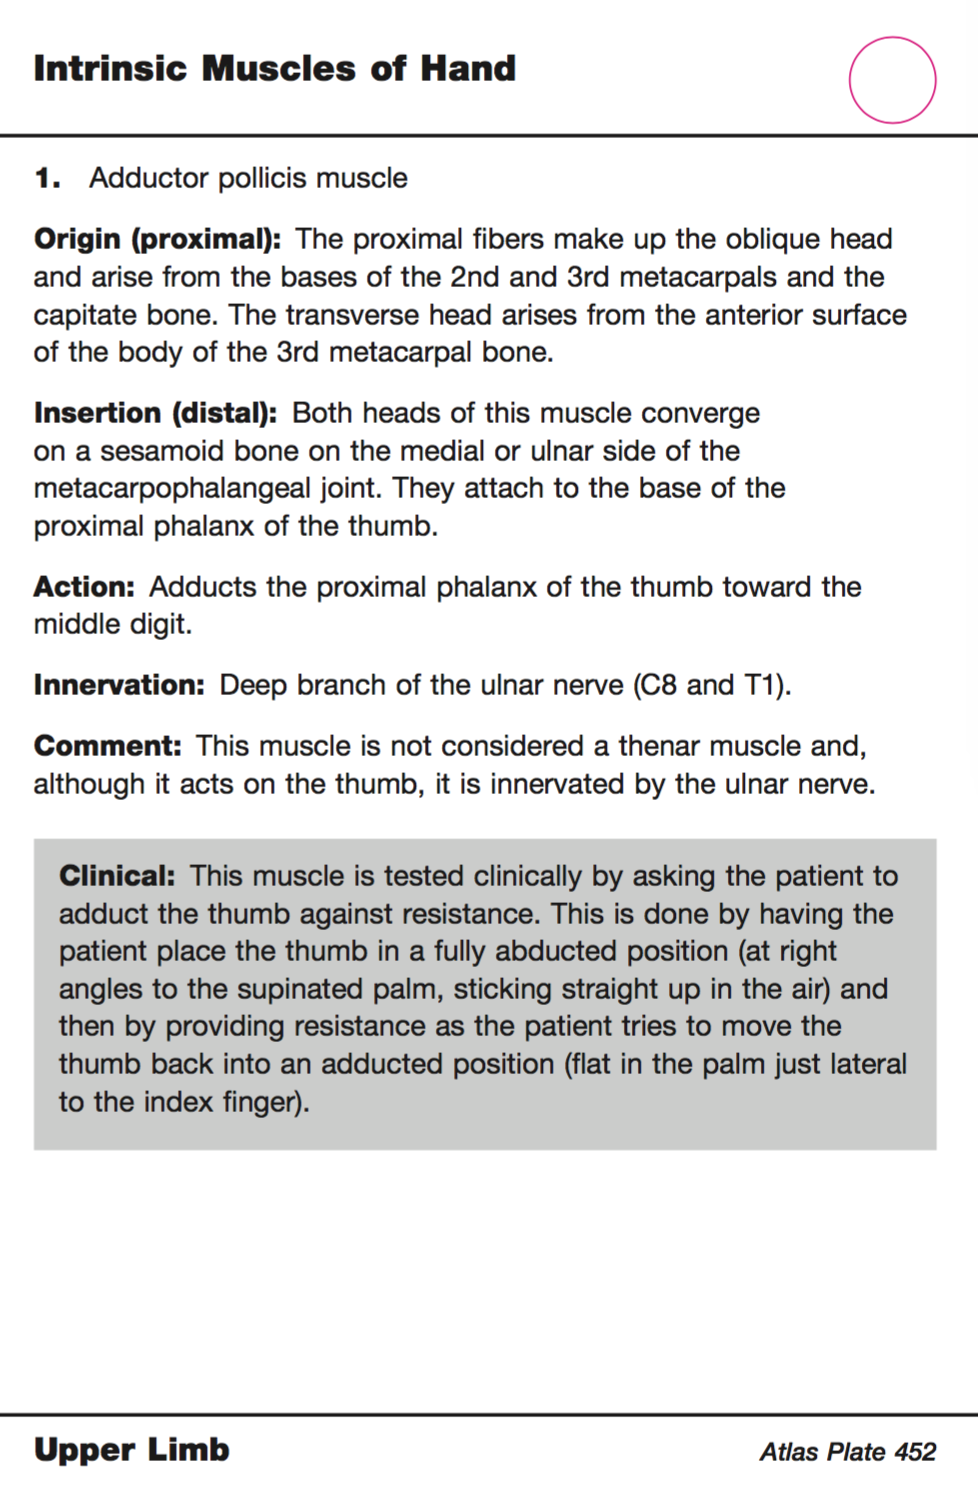 Intrinsic Muscles of Hand
1. Adductor pollicis muscle
Origin (proximal): The proximal fibers make up the oblique head
and arise from the bases of the 2nd and 3rd metacarpals and the
capitate bone. The transverse head arises from the anterior surface
of the body of the 3rd metacarpal bone.
Insertion (distal): Both heads of this muscle converge
on a sesamoid bone on the medial or ulnar side of the
metacarpophalangeal joint. They attach to the base of the
proximal phalanx of the thumb.
Action: Adducts the proximal phalanx of the thumb toward the
middle digit.
Innervation: Deep branch of the ulnar nerve (C8 and T1).
Comment: This muscle is not considered a thenar muscle and,
although it acts on the thumb, it is innervated by the ulnar nerve.
Clinical: This muscle is tested clinically by asking the patient to
adduct the thumb against resistance. This is done by having the
patient place the thumb in a fully abducted position (at right
angles to the supinated palm, sticking straight up in the air) and
then by providing resistance as the patient tries to move the
thumb back into an adducted position (flat in the palm just lateral
to the index finger).
Upper Limb
Atlas Plate 452